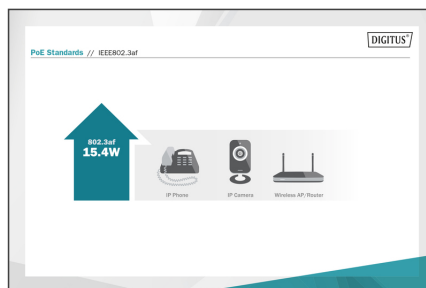 DIGITUS®
PoE Standards // IEEE802.3af
802.3af
15.4W
IP Phone
IP Camera
Wireless AP/Router